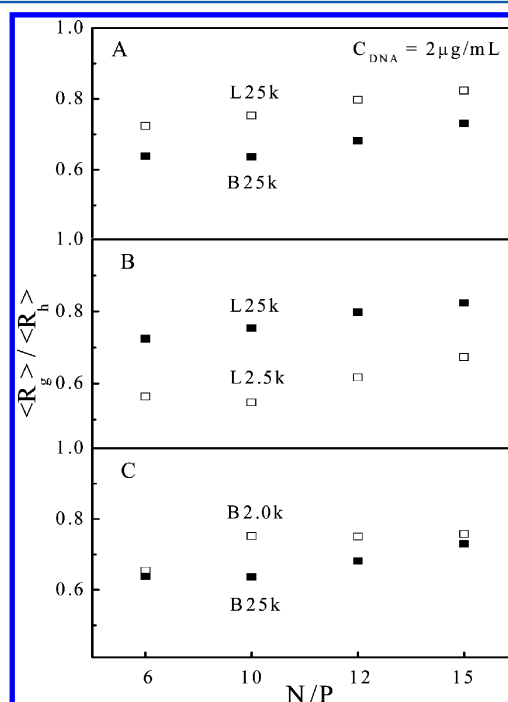 1.0
A
C_DNA = 2μg/mL
L25k
0.8
0.6
B25k
1.0
B
L25k
0.8
L2.5k
0.6
1.0
C
B2.0k
0.8
0.6
B25k
<R_g> / <R_h>
6 10 12 15
N/P